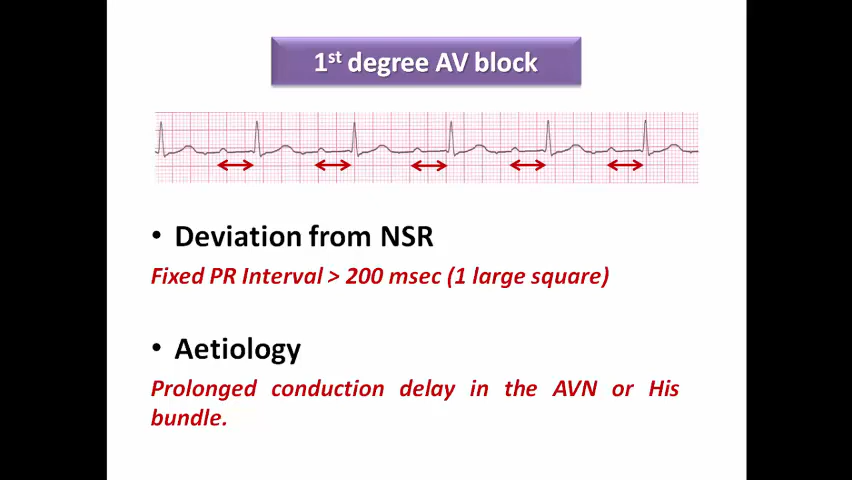 1st degree AV block
• Deviation from NSR
Fixed PR Interval > 200 msec (1 large square)
• Aetiology
Prolonged conduction delay in the AVN or His
bundle.